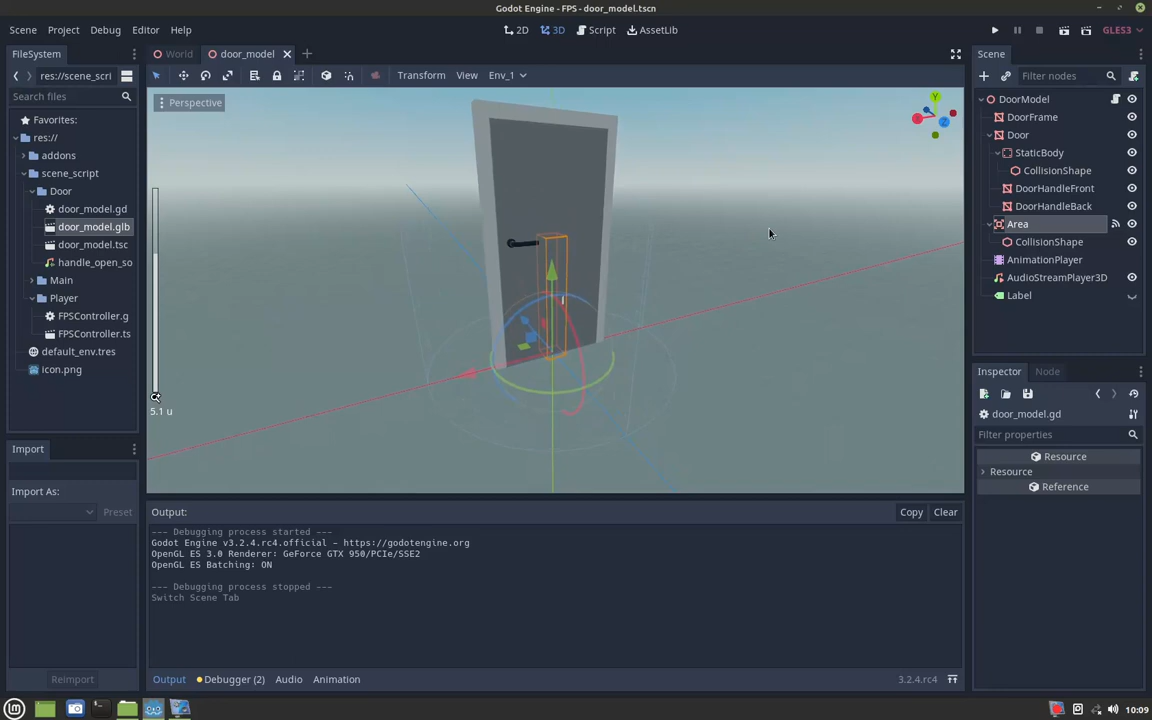 Godot Engine - FPS - door_model.tscn
Scene Project Debug Editor Help
2D 3D Script AssetLib
GLES3
FileSystem
res://scene_scri
Search files
Favorites:
res://
addons
scene_script
Door
door_model.gd
door_model.glb
door_model.tsc
handle_open_so
Main
Player
FPSController.g
FPSController.ts
default_env.tres
icon.png
Import
Import As:
Preset
Reimport
World door_model
Transform View Env_1
Perspective
5.1 u
Y
Z
Output:
Copy Clear
--- Debugging process started ---
Godot Engine v3.2.4.rc4.official - https://godotengine.org
OpenGL ES 3.0 Renderer: GeForce GTX 950/PCIe/SSE2
OpenGL ES Batching: ON
--- Debugging process stopped ---
Switch Scene Tab
Output Debugger (2) Audio Animation
3.2.4.rc4
Scene
Filter nodes
DoorModel
DoorFrame
Door
StaticBody
CollisionShape
DoorHandleFront
DoorHandleBack
Area
CollisionShape
AnimationPlayer
AudioStreamPlayer3D
Label
Inspector Node
door_model.gd
Filter properties
Resource
Resource
Reference
10:09